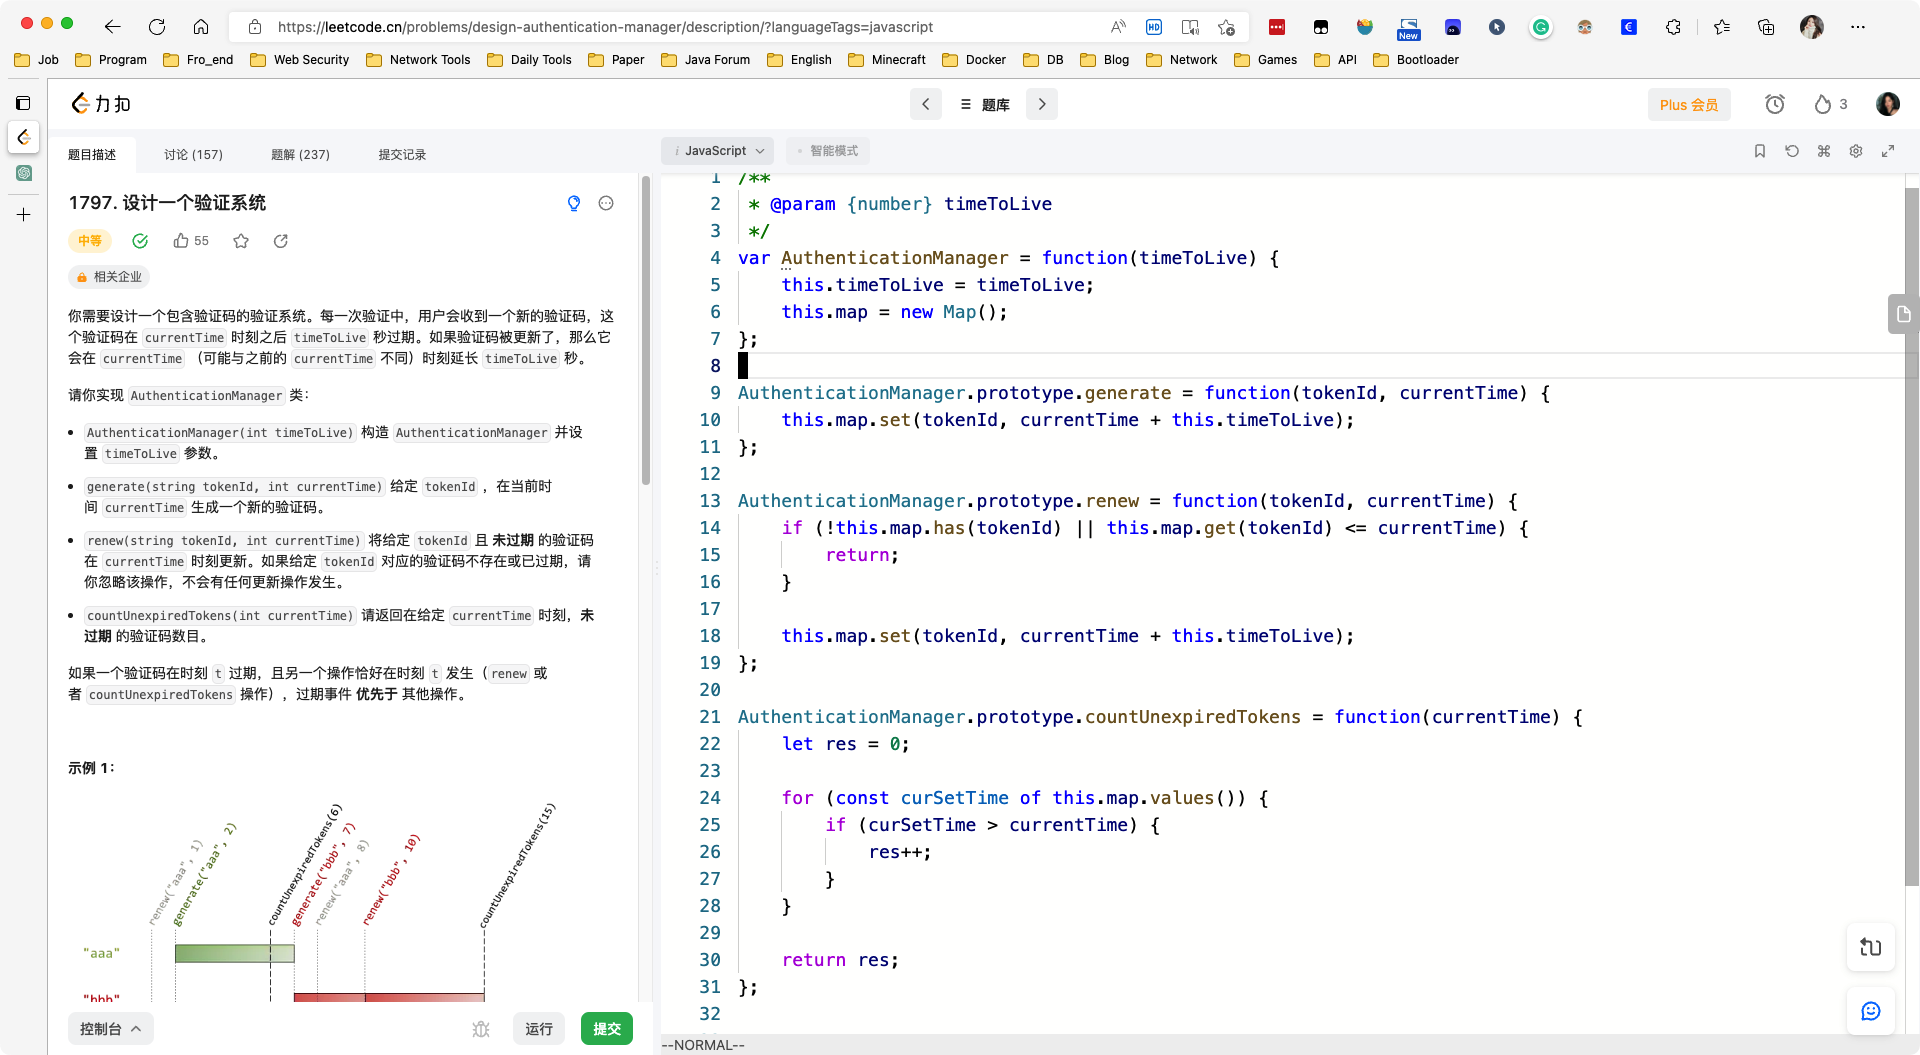 https://leetcode.cn/problems/design-authentication-manager/description/?languageTags=javascript
HD
New
Job
Program
Fro_end
Web Security
Network Tools
Daily Tools
Paper
Java Forum
English
Minecraft
Docker
DB
Blog
Network
Games
API
Bootloader
力扣
题库
Plus 会员
3
题目描述
讨论 (157)
题解 (237)
提交记录
1797. 设计一个验证系统
中等
55
相关企业
你需要设计一个包含验证码的验证系统。每一次验证中，用户会收到一个新的验证码，这
个验证码在 currentTime 时刻之后 timeToLive 秒过期。如果验证码被更新了，那么它
会在 currentTime （可能与之前的 currentTime 不同）时刻延长 timeToLive 秒。
请你实现 AuthenticationManager 类：
• AuthenticationManager(int timeToLive) 构造 AuthenticationManager 并设
置 timeToLive 参数。
• generate(string tokenId, int currentTime) 给定 tokenId ，在当前时
间 currentTime 生成一个新的验证码。
• renew(string tokenId, int currentTime) 将给定 tokenId 且 未过期 的验证码
在 currentTime 时刻更新。如果给定 tokenId 对应的验证码不存在或已过期，请
你忽略该操作，不会有任何更新操作发生。
• countUnexpiredTokens(int currentTime) 请返回在给定 currentTime 时刻，未
过期 的验证码数目。
如果一个验证码在时刻 t 过期，且另一个操作恰好在时刻 t 发生（renew 或
者 countUnexpiredTokens 操作），过期事件 优先于 其他操作。
示例 1：
renew("aaa", 1)
generate("aaa", 2)
countUnexpiredTokens(6)
generate("bbb", 7)
renew("aaa", 8)
renew("bbb", 10)
countUnexpiredTokens(15)
"aaa"
"bbb"
控制台
运行
提交
i JavaScript
智能模式
1 /**
2 * @param {number} timeToLive
3 */
4 var AuthenticationManager = function(timeToLive) {
5 this.timeToLive = timeToLive;
6 this.map = new Map();
7 };
8
9 AuthenticationManager.prototype.generate = function(tokenId, currentTime) {
10 this.map.set(tokenId, currentTime + this.timeToLive);
11 };
12
13 AuthenticationManager.prototype.renew = function(tokenId, currentTime) {
14 if (!this.map.has(tokenId) || this.map.get(tokenId) <= currentTime) {
15 return;
16 }
17
18 this.map.set(tokenId, currentTime + this.timeToLive);
19 };
20
21 AuthenticationManager.prototype.countUnexpiredTokens = function(currentTime) {
22 let res = 0;
23
24 for (const curSetTime of this.map.values()) {
25 if (curSetTime > currentTime) {
26 res++;
27 }
28 }
29
30 return res;
31 };
32
--NORMAL--